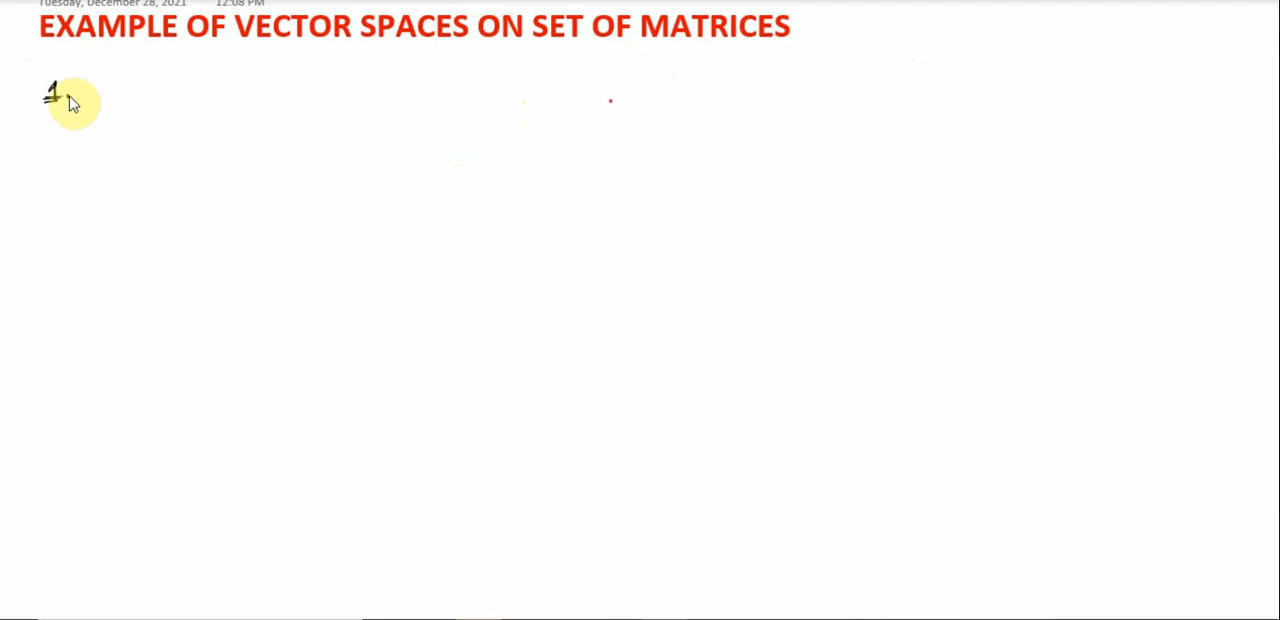 Tuesday, December 28, 2021 12:08 PM
EXAMPLE OF VECTOR SPACES ON SET OF MATRICES
1